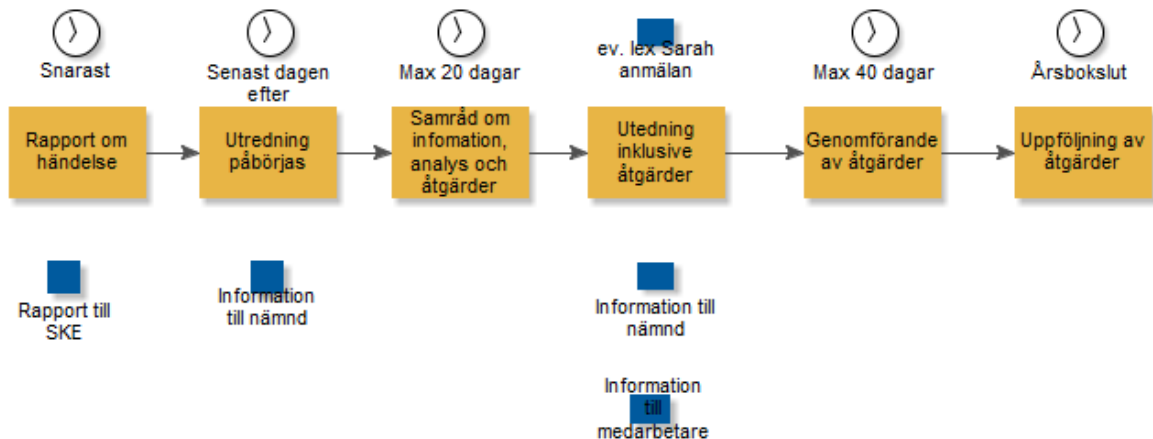 Snarast
Senast dagen
efter
Max 20 dagar
ev. lex Sarah
anmälan
Max 40 dagar
Årsbokslut
Rapport om
händelse
Utredning
påbörjas
Samråd om
infomation,
analys och
åtgärder
Utedning
inklusive
åtgärder
Genomförande
av åtgärder
Uppföljning av
åtgärder
Rapport till
SKE
Information
till nämnd
Information till
nämnd
Information
till
medarbetare